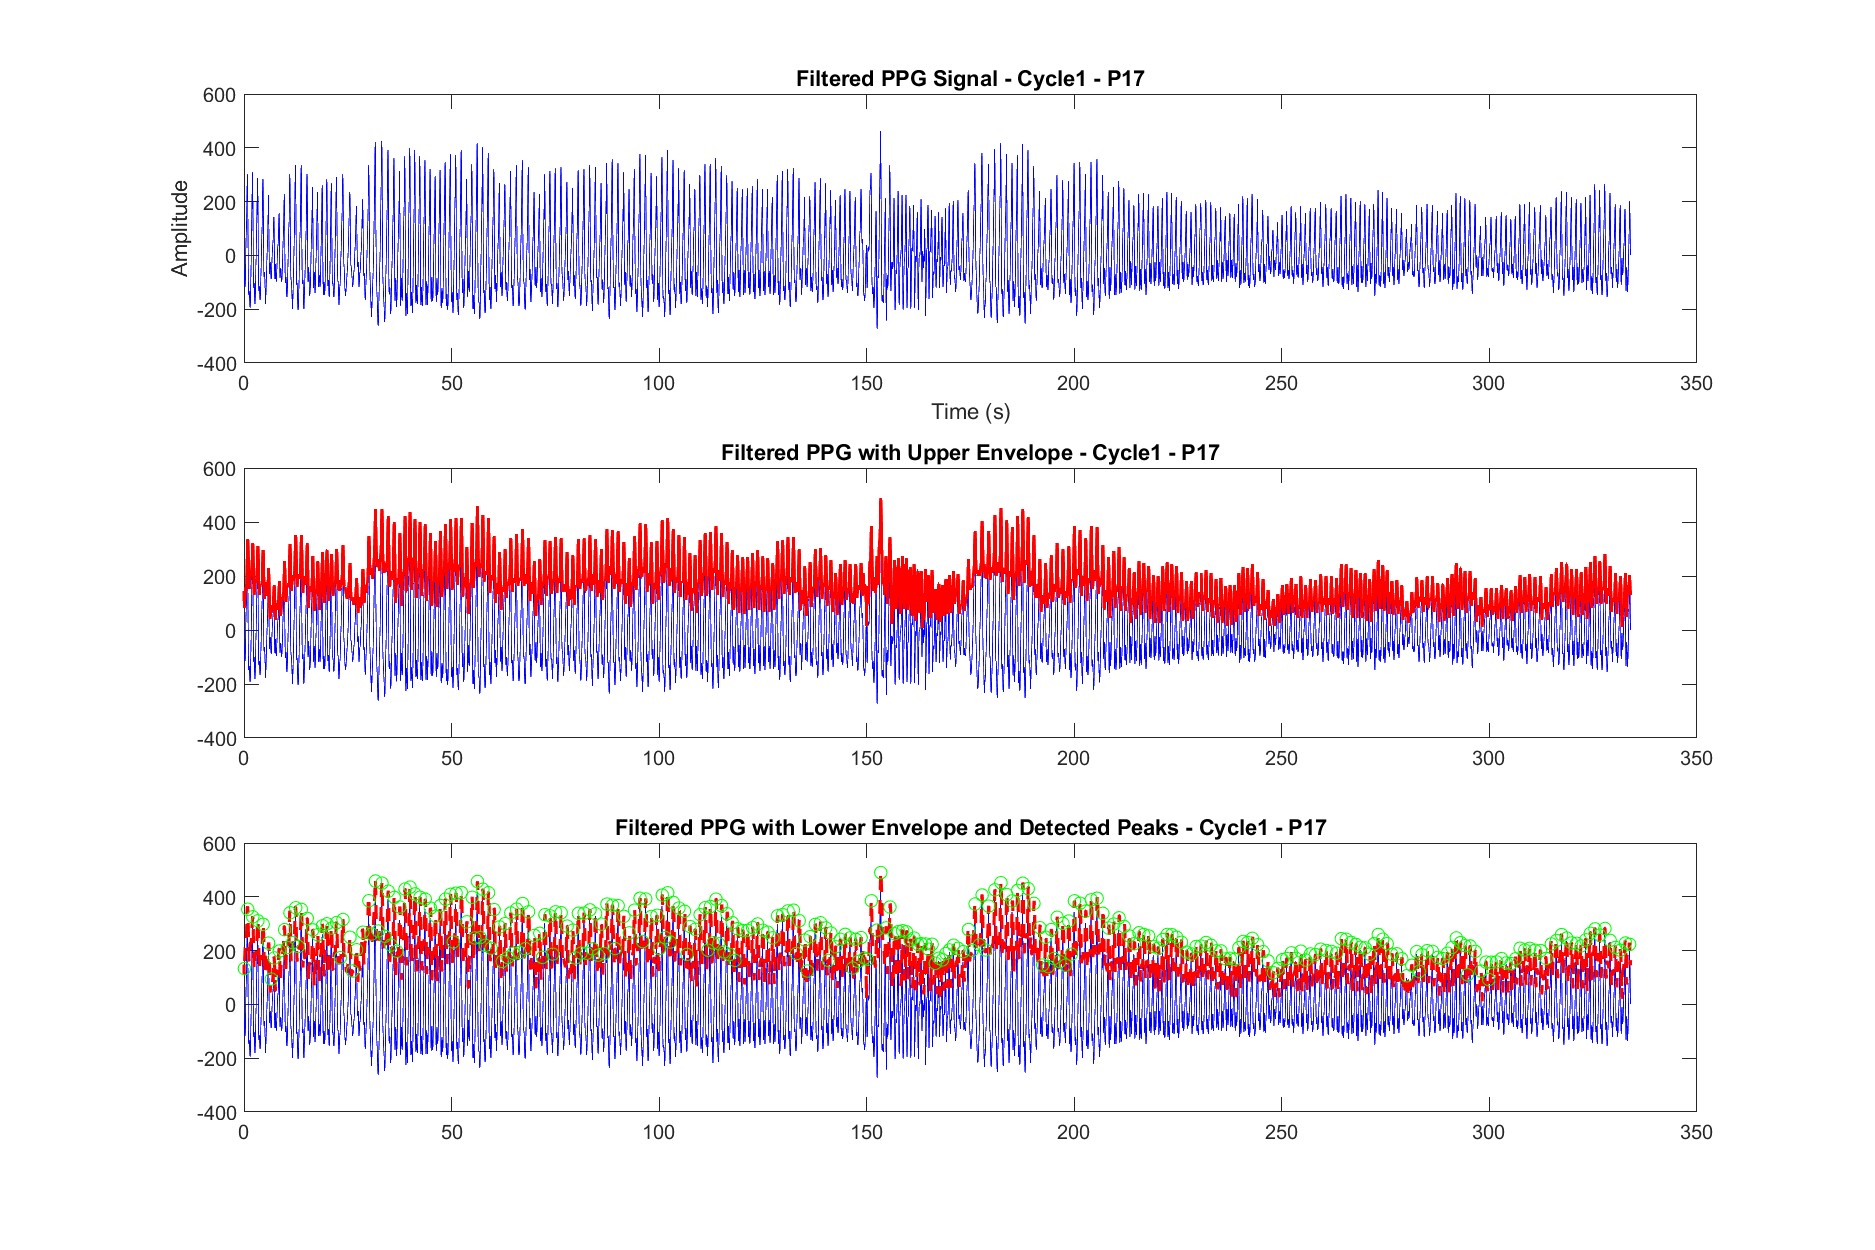 Filtered PPG Signal - Cycle1 - P17
600
400
200
0
-200
-400
Amplitude
0 50 100 150 200 250 300 350
Time (s)
Filtered PPG with Upper Envelope - Cycle1 - P17
600
400
200
0
-200
-400
0 50 100 150 200 250 300 350
Filtered PPG with Lower Envelope and Detected Peaks - Cycle1 - P17
600
400
200
0
-200
-400
0 50 100 150 200 250 300 350